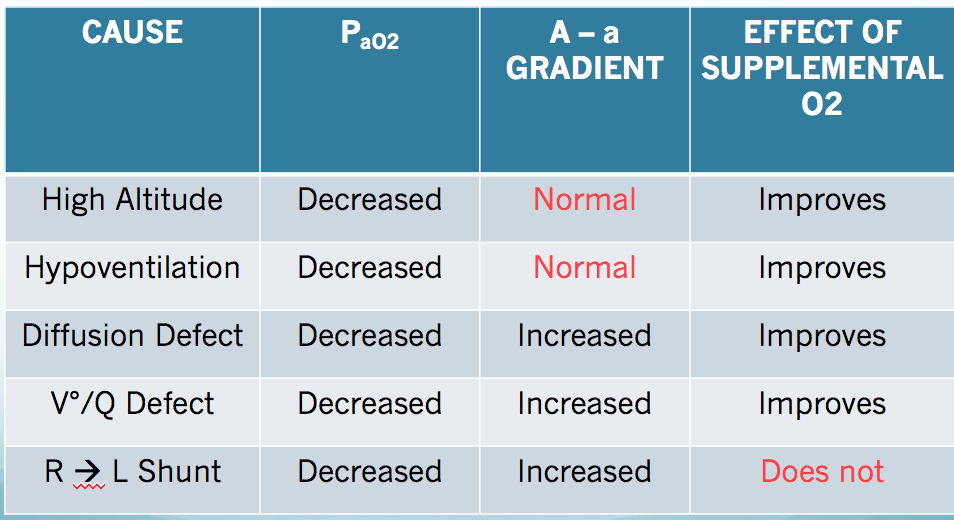 CAUSE PaO2 A – a GRADIENT EFFECT OF SUPPLEMENTAL O2
High Altitude Decreased Normal Improves
Hypoventilation Decreased Normal Improves
Diffusion Defect Decreased Increased Improves
V°/Q Defect Decreased Increased Improves
R → L Shunt Decreased Increased Does not